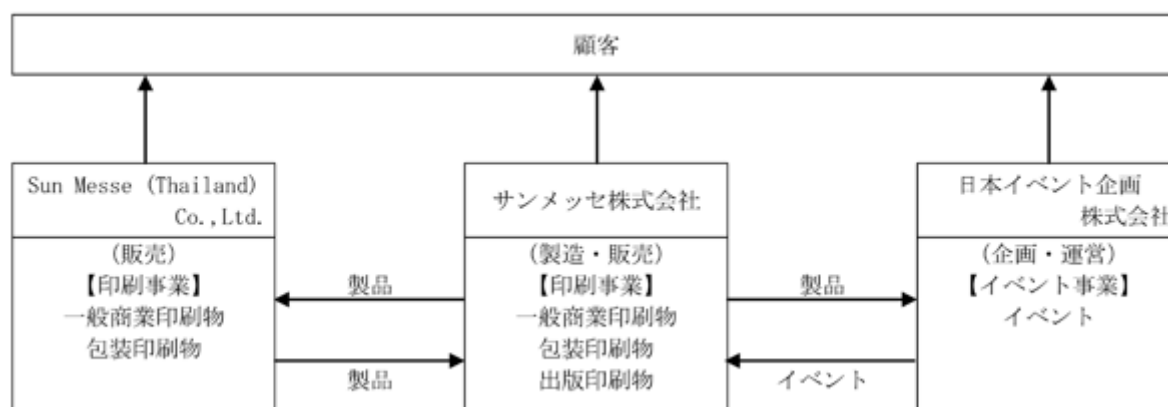 顧客
Sun Messe (Thailand)
Co.,Ltd.
(販売)
【印刷事業】
一般商業印刷物
包装印刷物
製品
製品
サンメッセ株式会社
(製造・販売)
【印刷事業】
一般商業印刷物
包装印刷物
出版印刷物
製品
イベント
日本イベント企画
株式会社
(企画・運営)
【イベント事業】
イベント